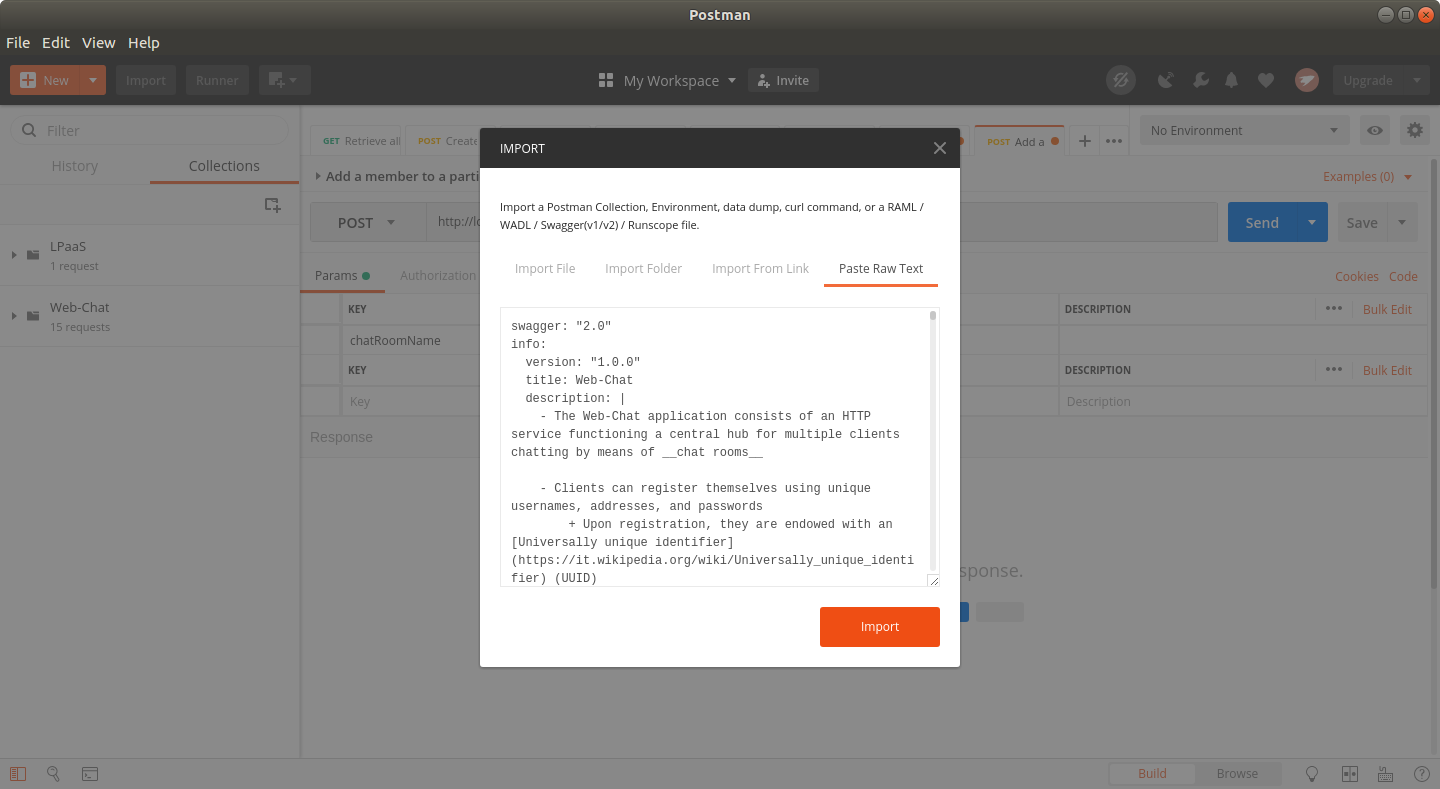 Postman
File Edit View Help
New Import Runner My Workspace Invite Upgrade
Filter
History Collections
LPaaS
1 request
Web-Chat
15 requests
GET Retrieve all POST Create POST Add a No Environment
Add a member to a parti Examples (0)
POST http://lo Send Save
Params Authorization Cookies Code
KEY DESCRIPTION Bulk Edit
chatRoomName
KEY DESCRIPTION Bulk Edit
Key Description
Response
sponse.
IMPORT
Import a Postman Collection, Environment, data dump, curl command, or a RAML /
WADL / Swagger(v1/v2) / Runscope file.
Import File Import Folder Import From Link Paste Raw Text
swagger: "2.0"
info:
  version: "1.0.0"
  title: Web-Chat
  description: |
    - The Web-Chat application consists of an HTTP
service functioning a central hub for multiple clients
chatting by means of __chat rooms__
    - Clients can register themselves using unique
usernames, addresses, and passwords
        + Upon registration, they are endowed with an
[Universally unique identifier]
(https://it.wikipedia.org/wiki/Universally_unique_identi
fier) (UUID)
Import
Build Browse